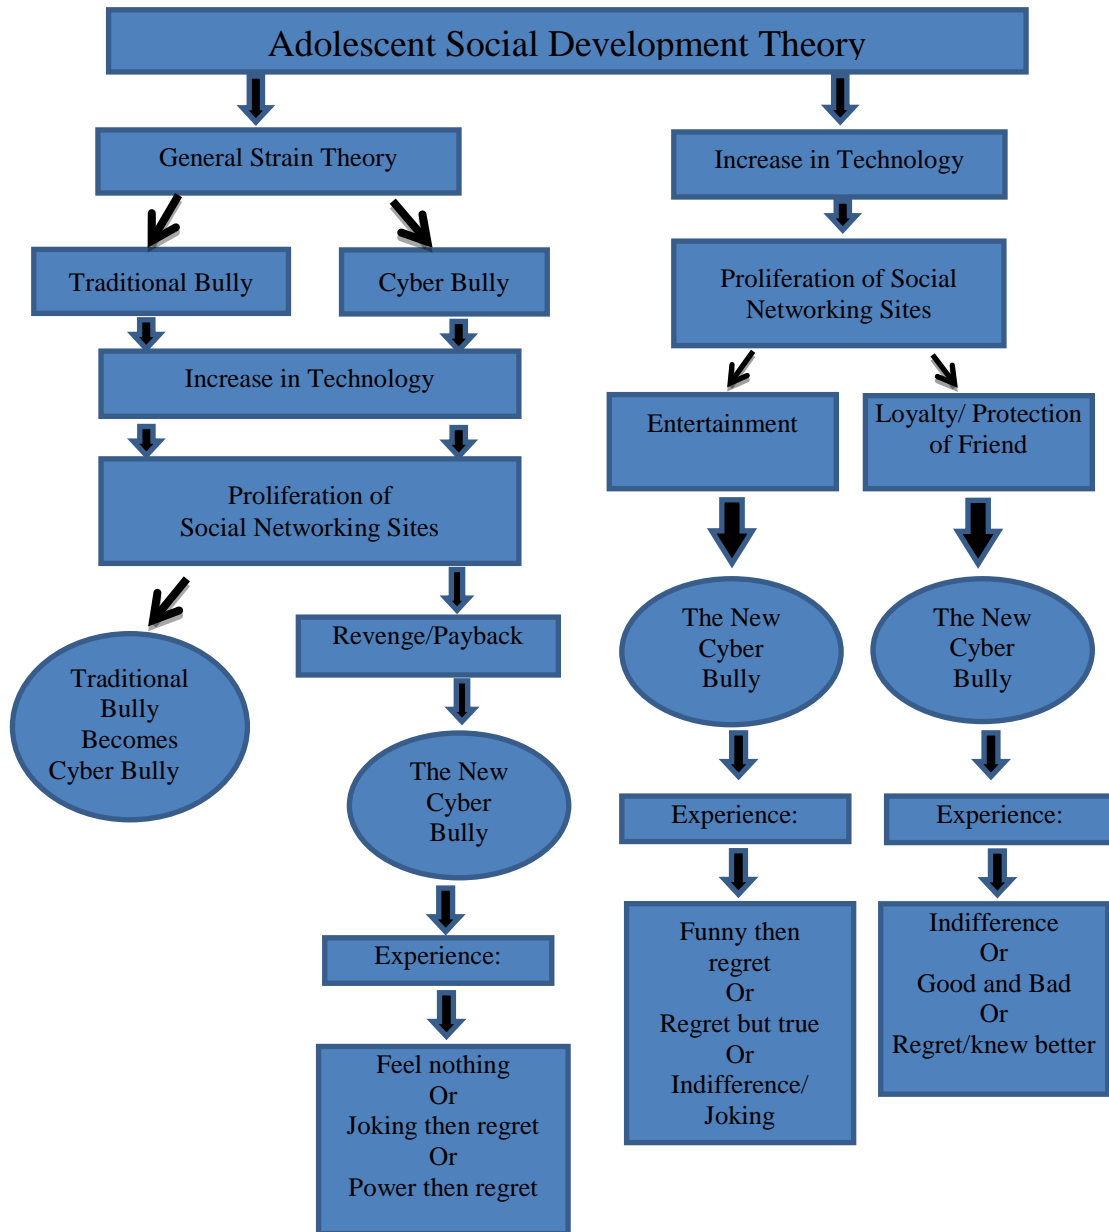 Adolescent Social Development Theory
General Strain Theory
Traditional Bully
Cyber Bully
Increase in Technology
Proliferation of
Social Networking Sites
Traditional
Bully
Becomes
Cyber Bully
Revenge/Payback
The New
Cyber
Bully
Experience:
Feel nothing
Or
Joking then regret
Or
Power then regret
Increase in Technology
Proliferation of Social
Networking Sites
Entertainment
The New
Cyber
Bully
Experience:
Funny then
regret
Or
Regret but true
Or
Indifference/
Joking
Loyalty/ Protection
of Friend
The New
Cyber
Bully
Experience:
Indifference
Or
Good and Bad
Or
Regret/knew better